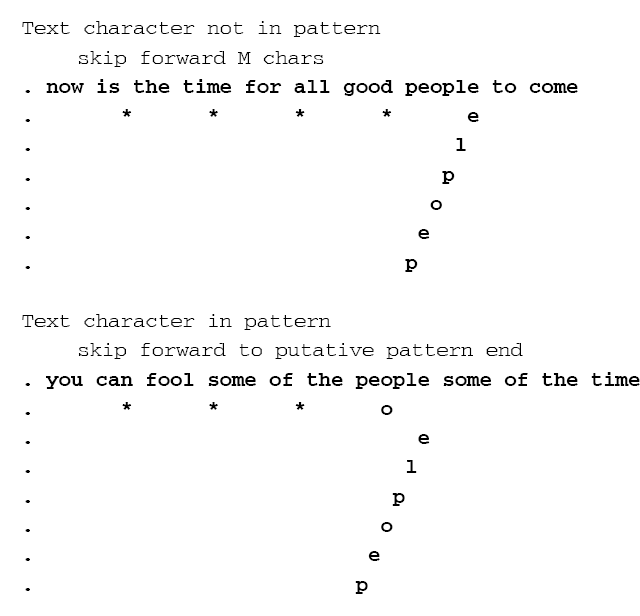 Text character not in pattern
skip forward M chars
. now is the time for all good people to come
. * * * * e
. l
. p
. o
. e
. p
Text character in pattern
skip forward to putative pattern end
. you can fool some of the people some of the time
. * * * o
. e
. l
. p
. o
. e
. p